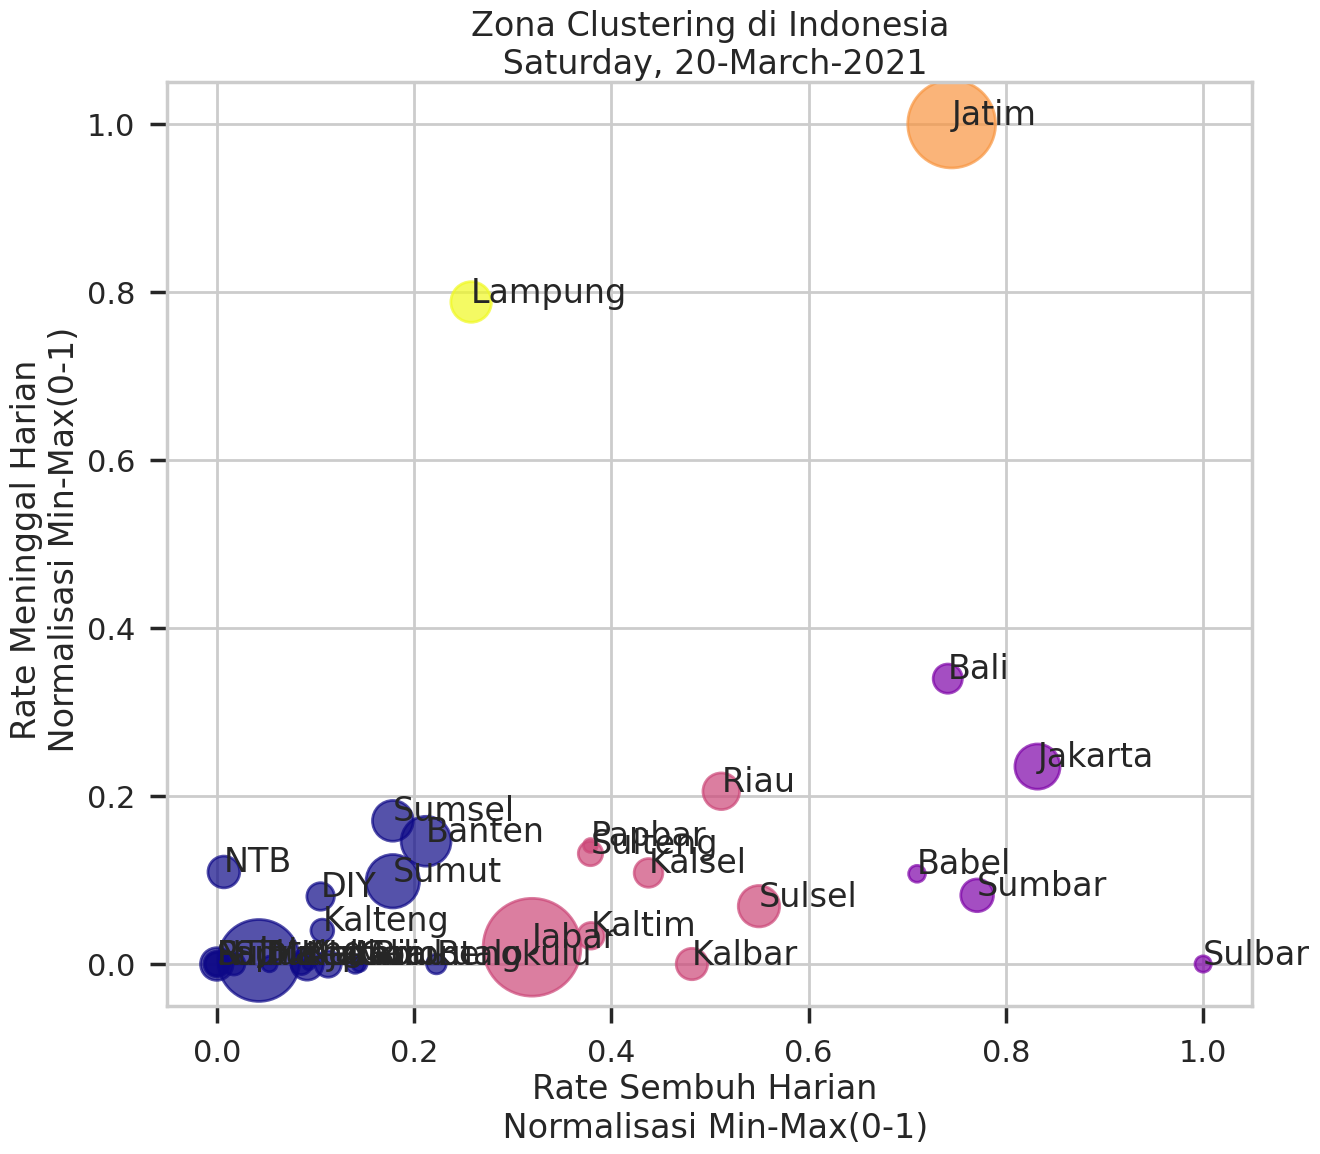 Zona Clustering di Indonesia
Saturday, 20-March-2021
Rate Meninggal Harian
Normalisasi Min-Max(0-1)
1.0
0.8
0.6
0.4
0.2
0.0
Jatim
Lampung
Bali
Jakarta
Riau
Sumsel
Banten
Papbar
Sulteng
NTB
Sumut
Kalsel
Babel
DIY
Sumbar
Sulsel
Kalteng
Kaltim
Jabar
Kalbar
Sulbar
0.0
0.2
0.4
0.6
0.8
1.0
Rate Sembuh Harian
Normalisasi Min-Max(0-1)